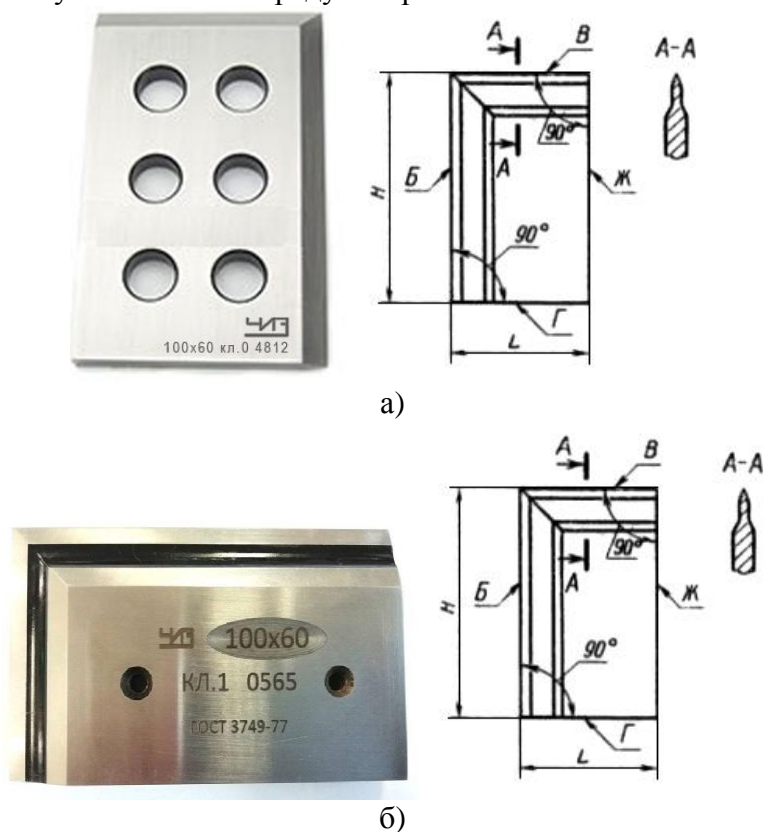 ЧИЗ
100x60 кл.0 4812
А
А
В
А-А
90°
Б
Ж
H
90°
Г
L
а)
ЧИЗ 100x60
КЛ.1 0565
ГОСТ 3749-77
А
А
В
А-А
90°
Б
Ж
H
90°
Г
L
б)